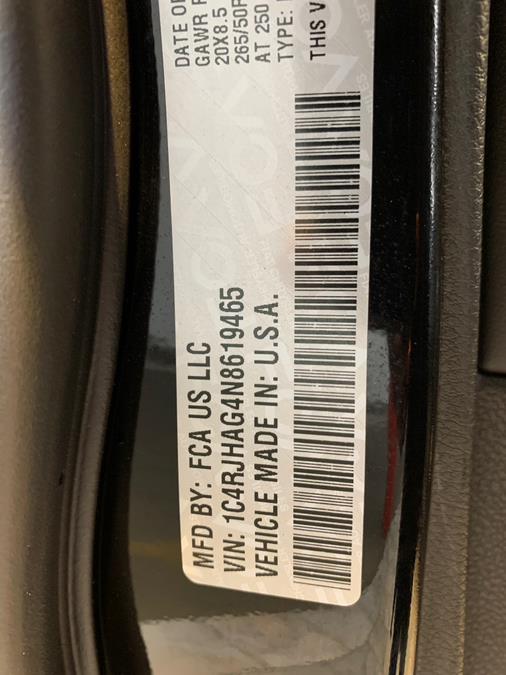 MFD BY: FCA US LLC
DATE OF
VIN: 1C4RJHAG4N8619465
GAWR
VEHICLE MADE IN: U.S.A.
20X8.5
265/50
AT 250
TYPE:
THIS V